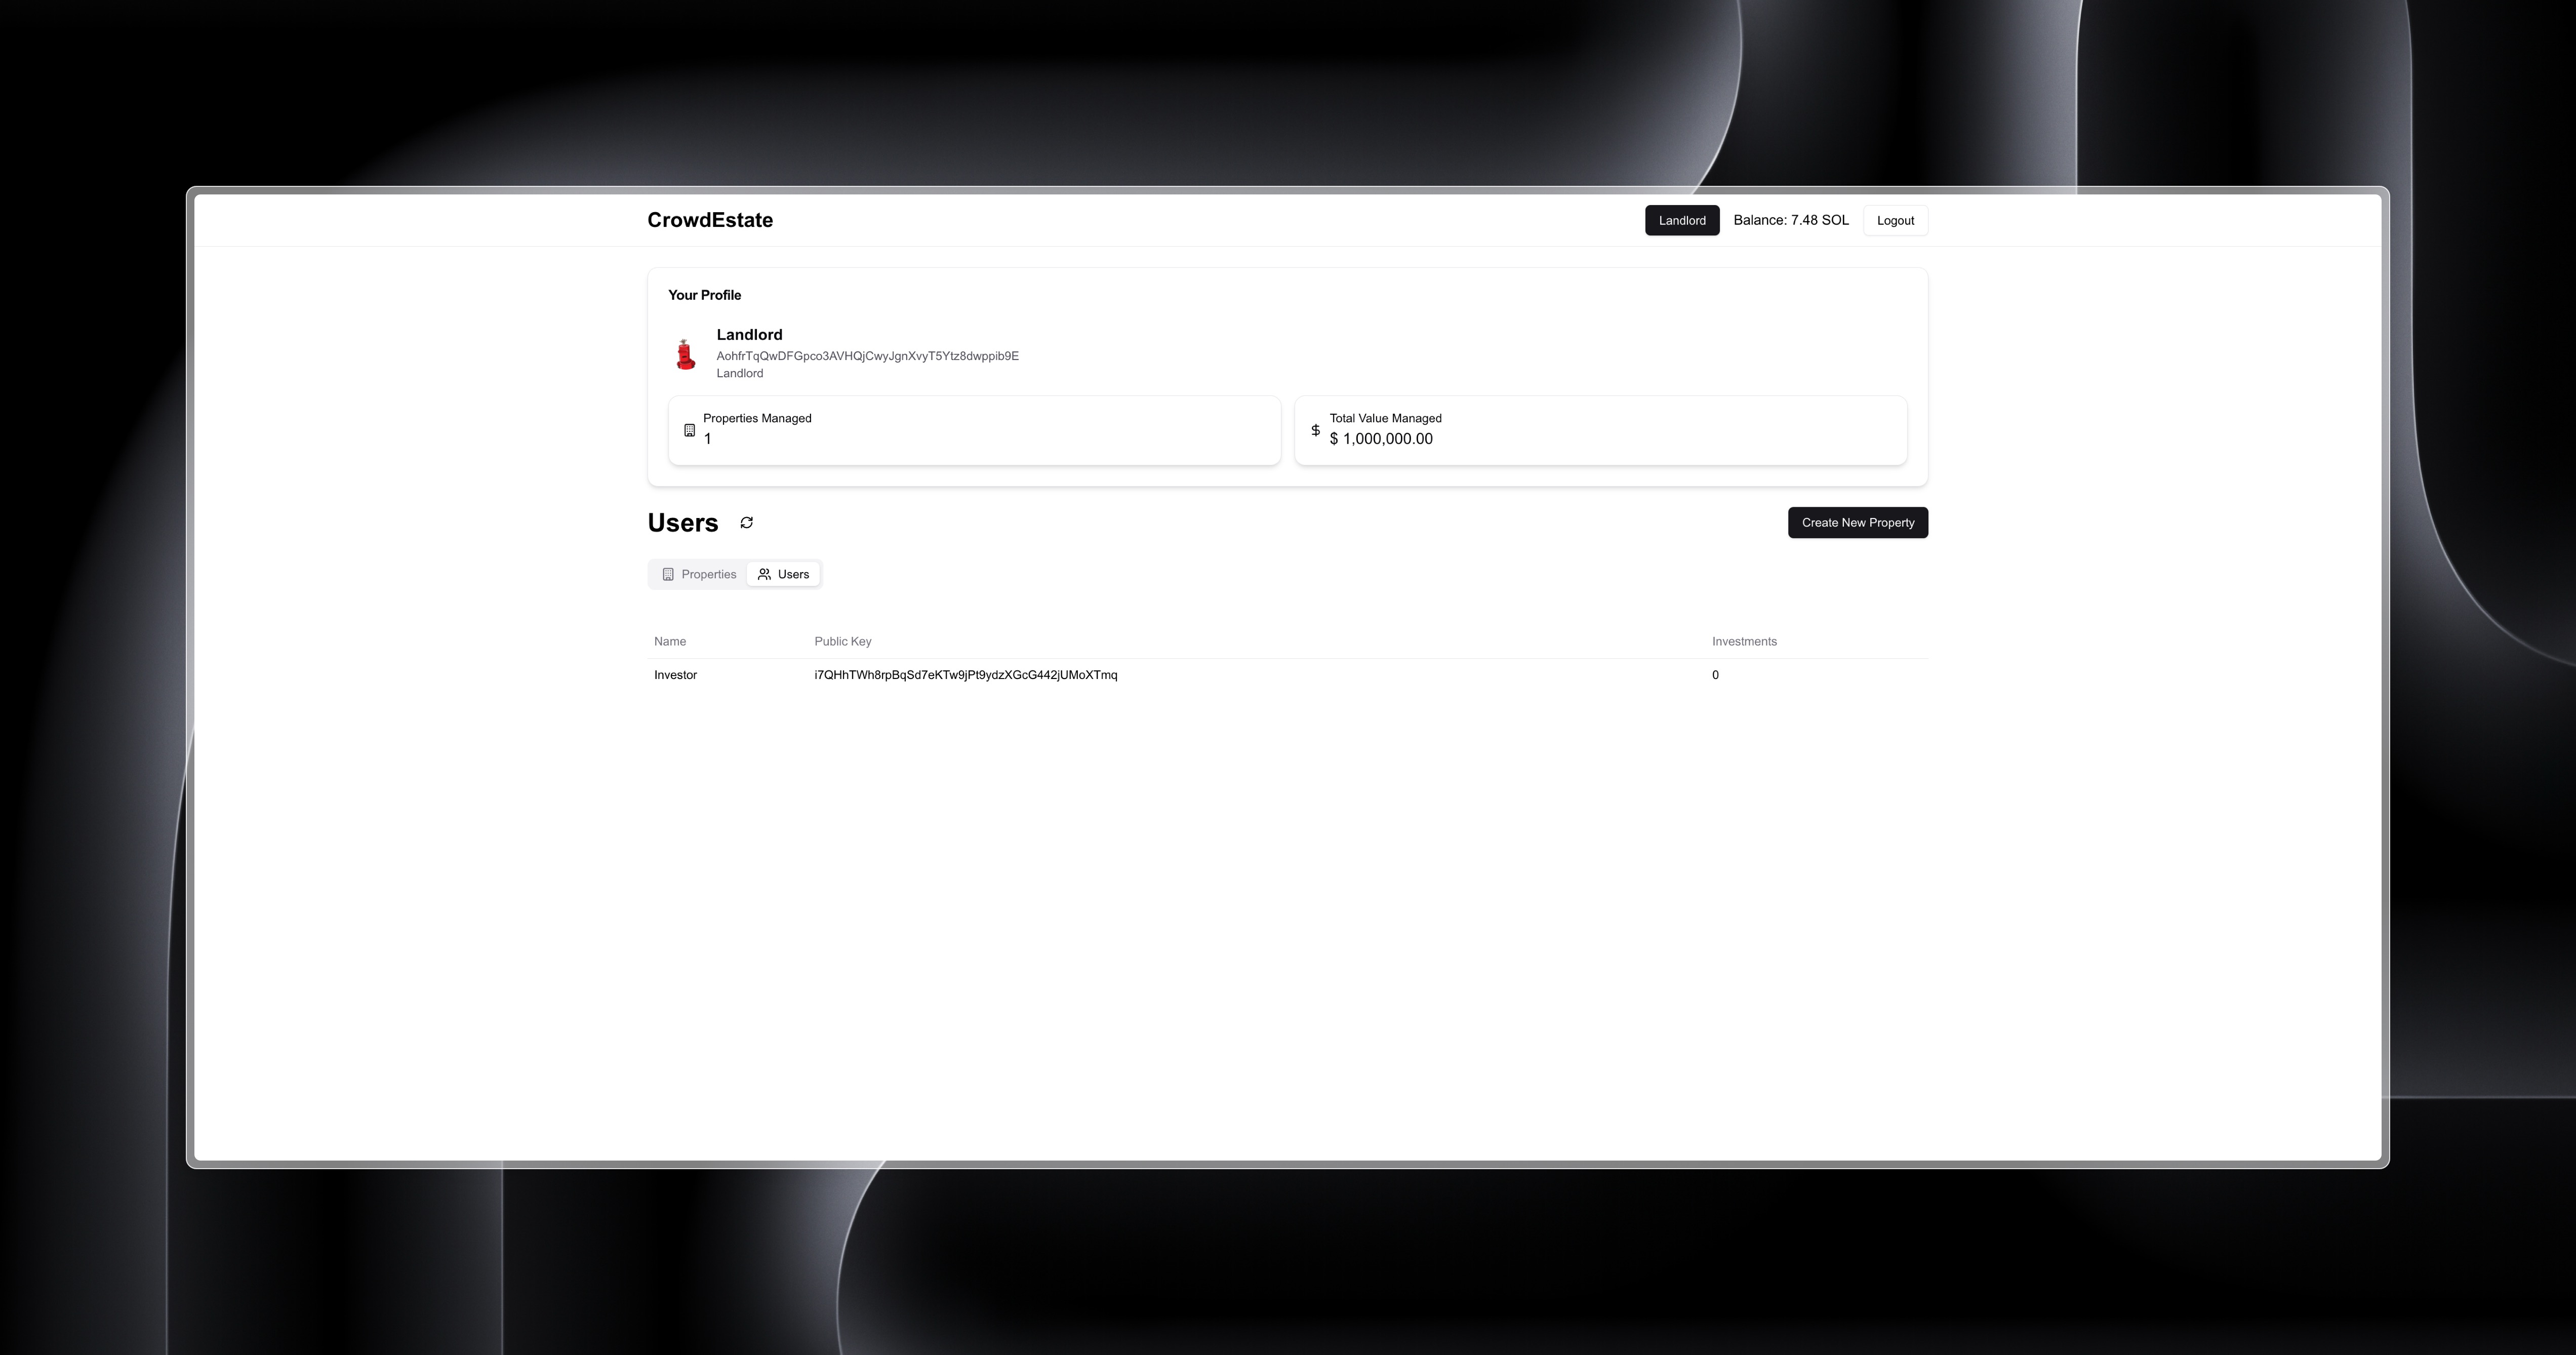 CrowdEstate
Landlord
Balance: 7.48 SOL
Logout
Your Profile
Landlord
AohfrTqQwDFGpco3AVHQjCwyJgnXvyT5Ytz8dwppib9E
Landlord
Properties Managed
1
Total Value Managed
$ 1,000,000.00
Users
Create New Property
Properties
Users
Name Public Key Investments
Investor i7QHhTWh8rpBqSd7eKTw9jPt9ydzXGcG442jUMoXTmq 0